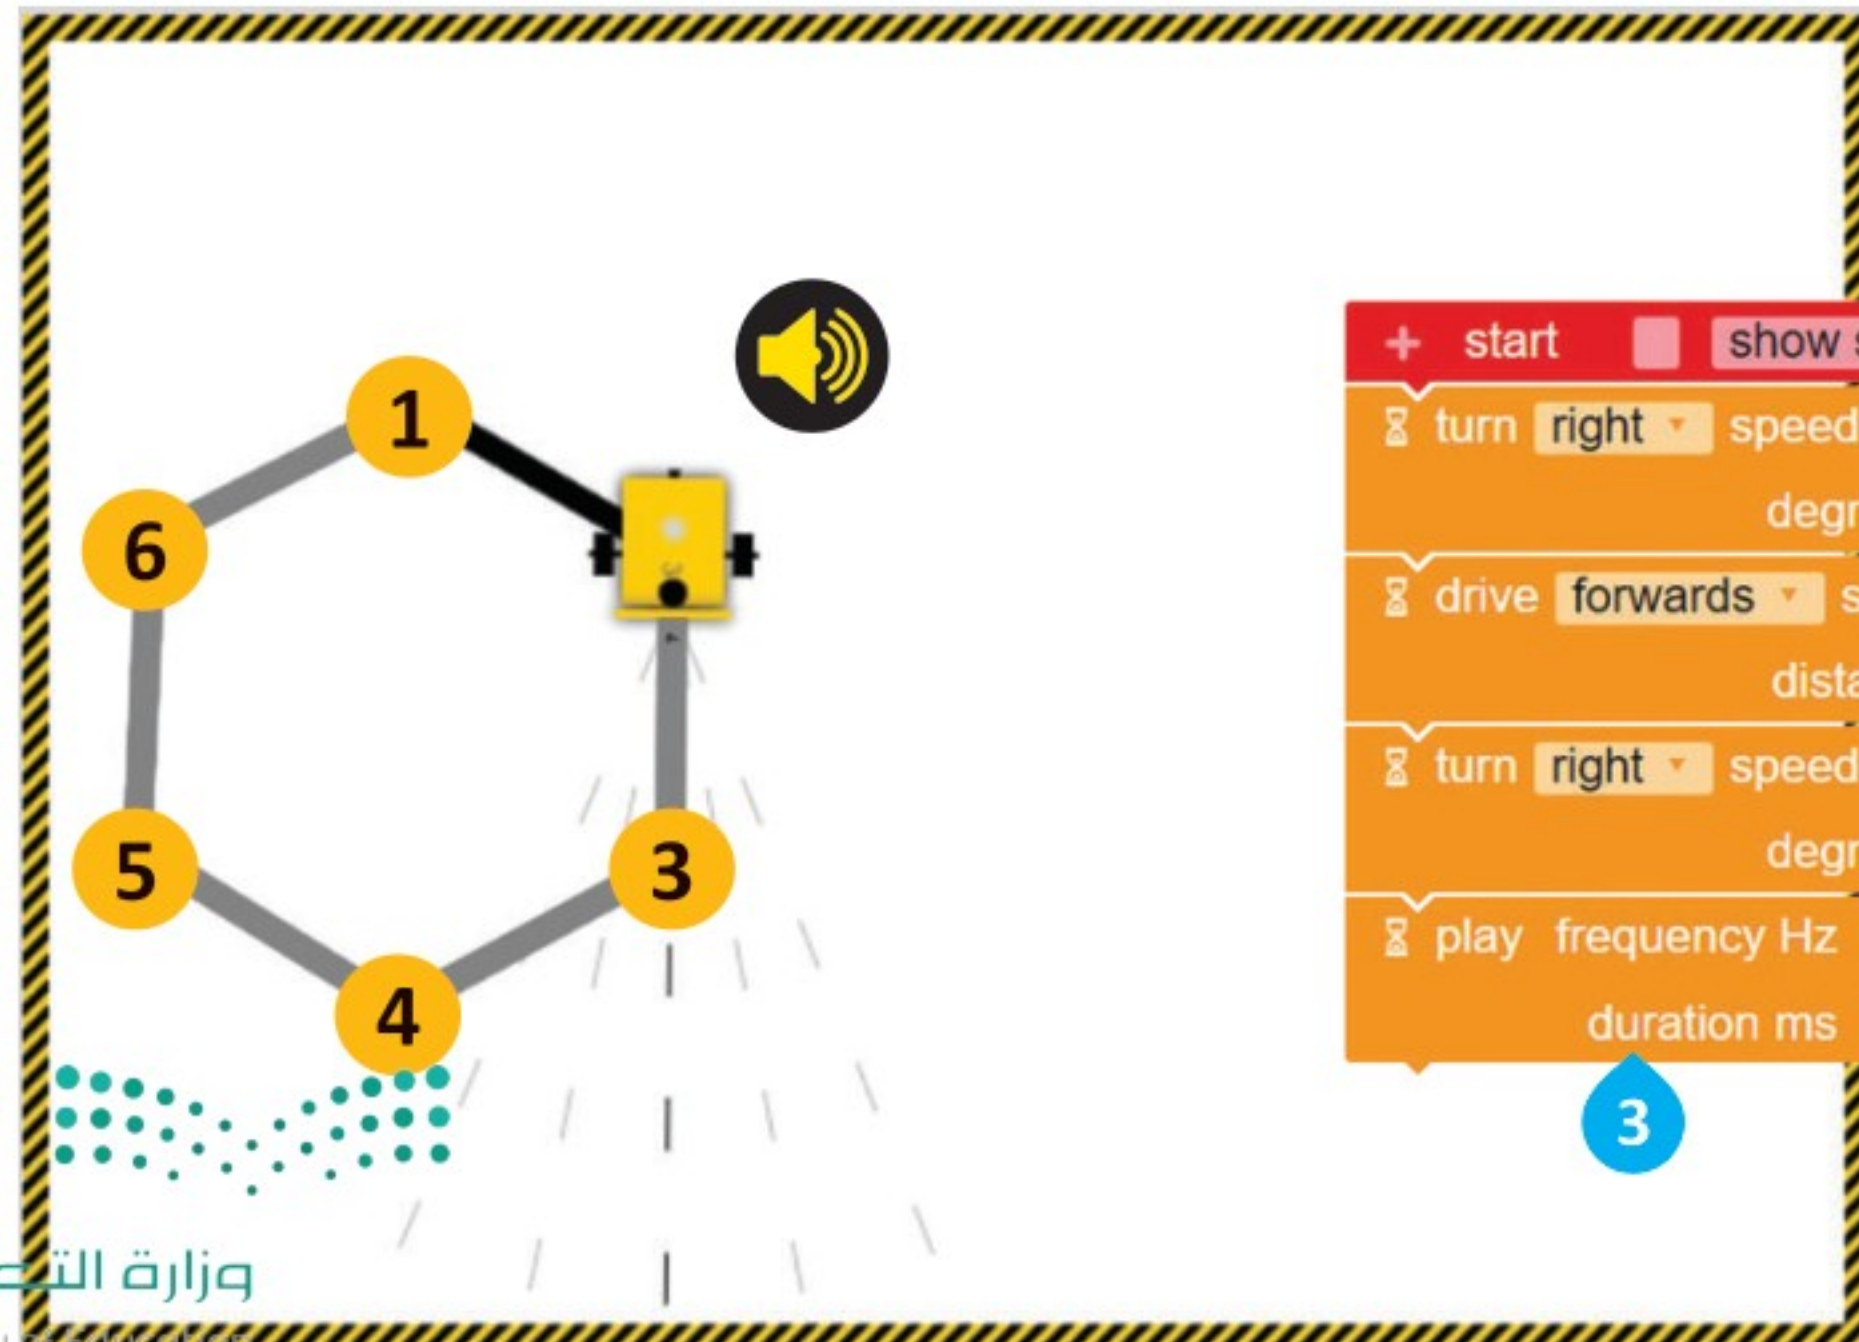 1
6
5
4
3
+ start show
turn right speed
degr
drive forwards s
dista
turn right speed
degr
play frequency Hz
duration ms
3
وزارة التـ